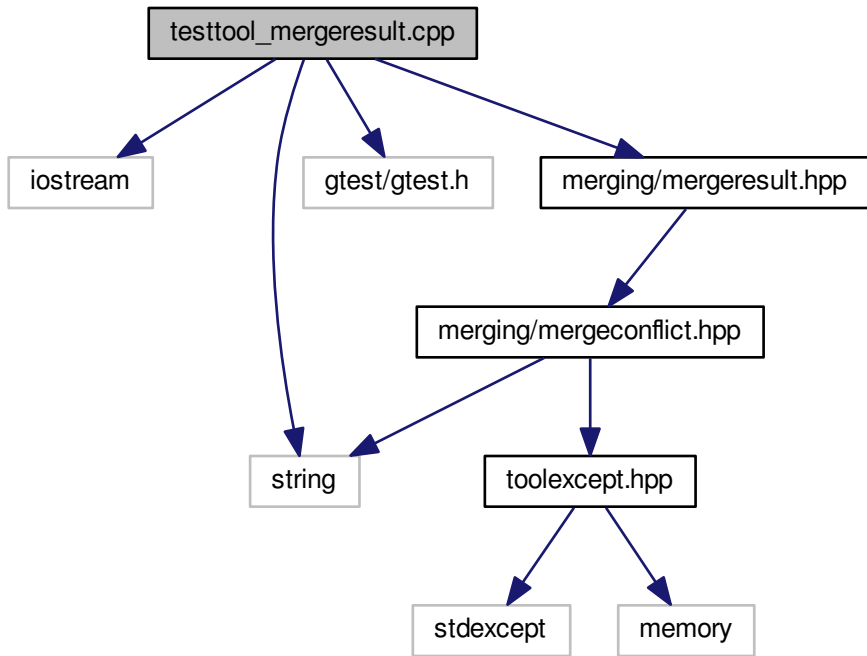 testtool_mergeresult.cpp
iostream
gtest/gtest.h
merging/mergeresult.hpp
merging/mergeconflict.hpp
string
toolexcept.hpp
stdexcept
memory